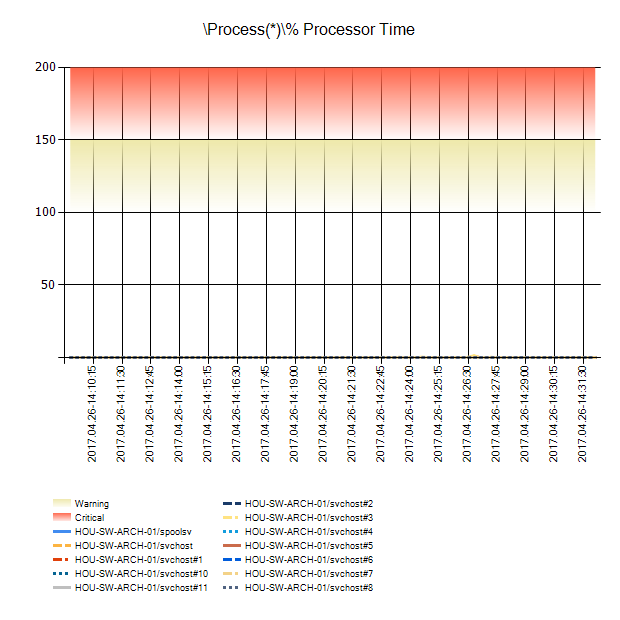 \Process(*)\% Processor Time
200
150
100
50
2017.04.26-14:10:15
2017.04.26-14:11:30
2017.04.26-14:12:45
2017.04.26-14:14:00
2017.04.26-14:15:15
2017.04.26-14:16:30
2017.04.26-14:17:45
2017.04.26-14:19:00
2017.04.26-14:20:15
2017.04.26-14:21:30
2017.04.26-14:22:45
2017.04.26-14:24:00
2017.04.26-14:25:15
2017.04.26-14:26:30
2017.04.26-14:27:45
2017.04.26-14:29:00
2017.04.26-14:30:15
2017.04.26-14:31:30
Warning
Critical
HOU-SW-ARCH-01/spoolsv
HOU-SW-ARCH-01/svchost
HOU-SW-ARCH-01/svchost#1
HOU-SW-ARCH-01/svchost#10
HOU-SW-ARCH-01/svchost#11
HOU-SW-ARCH-01/svchost#2
HOU-SW-ARCH-01/svchost#3
HOU-SW-ARCH-01/svchost#4
HOU-SW-ARCH-01/svchost#5
HOU-SW-ARCH-01/svchost#6
HOU-SW-ARCH-01/svchost#7
HOU-SW-ARCH-01/svchost#8